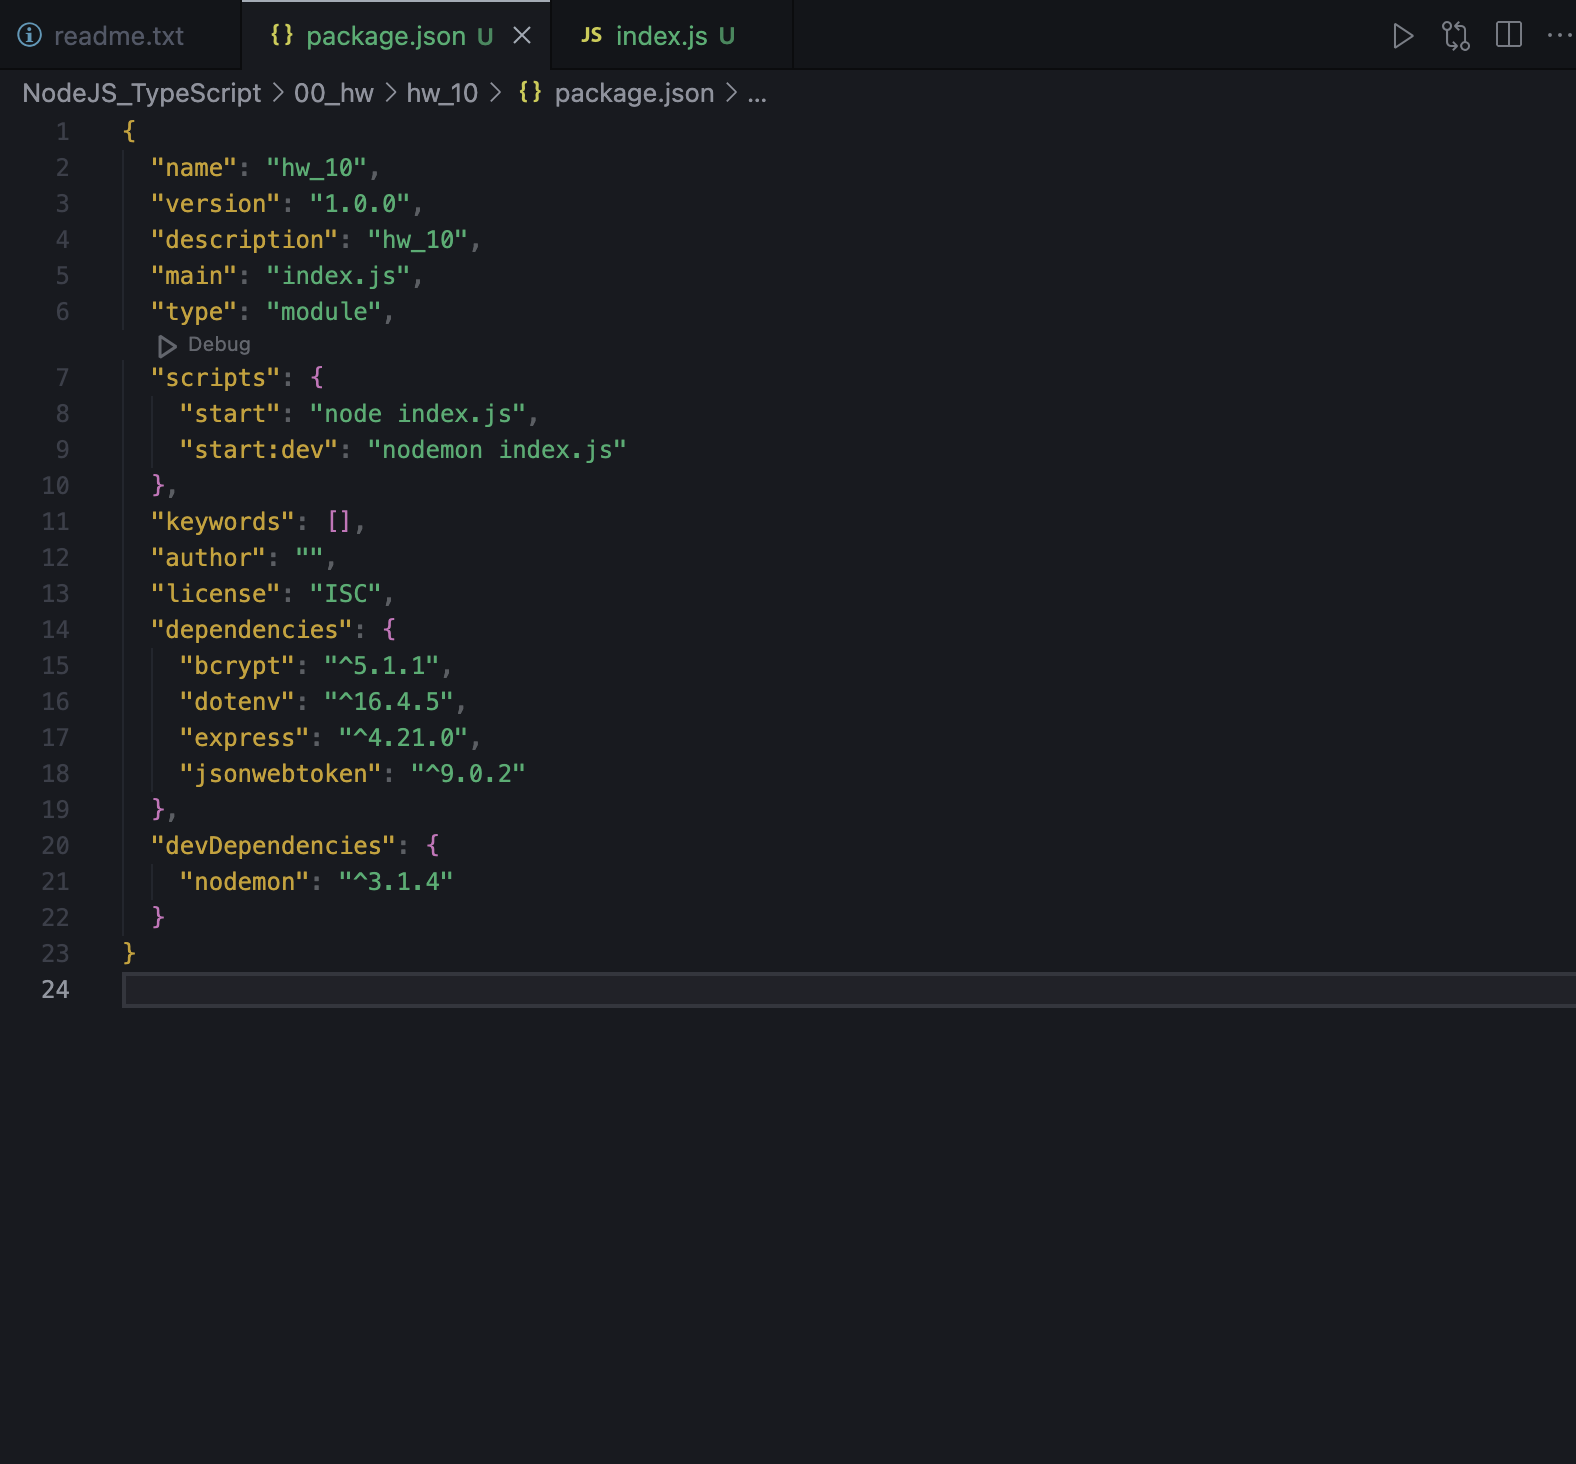 readme.txt
{} package.json U
JS index.js U
NodeJS_TypeScript > 00_hw > hw_10 > {} package.json > ...
1 {
2 "name": "hw_10",
3 "version": "1.0.0",
4 "description": "hw_10",
5 "main": "index.js",
6 "type": "module",
Debug
7 "scripts": {
8 "start": "node index.js",
9 "start:dev": "nodemon index.js"
10 },
11 "keywords": [],
12 "author": "",
13 "license": "ISC",
14 "dependencies": {
15 "bcrypt": "^5.1.1",
16 "dotenv": "^16.4.5",
17 "express": "^4.21.0",
18 "jsonwebtoken": "^9.0.2"
19 },
20 "devDependencies": {
21 "nodemon": "^3.1.4"
22 }
23 }
24